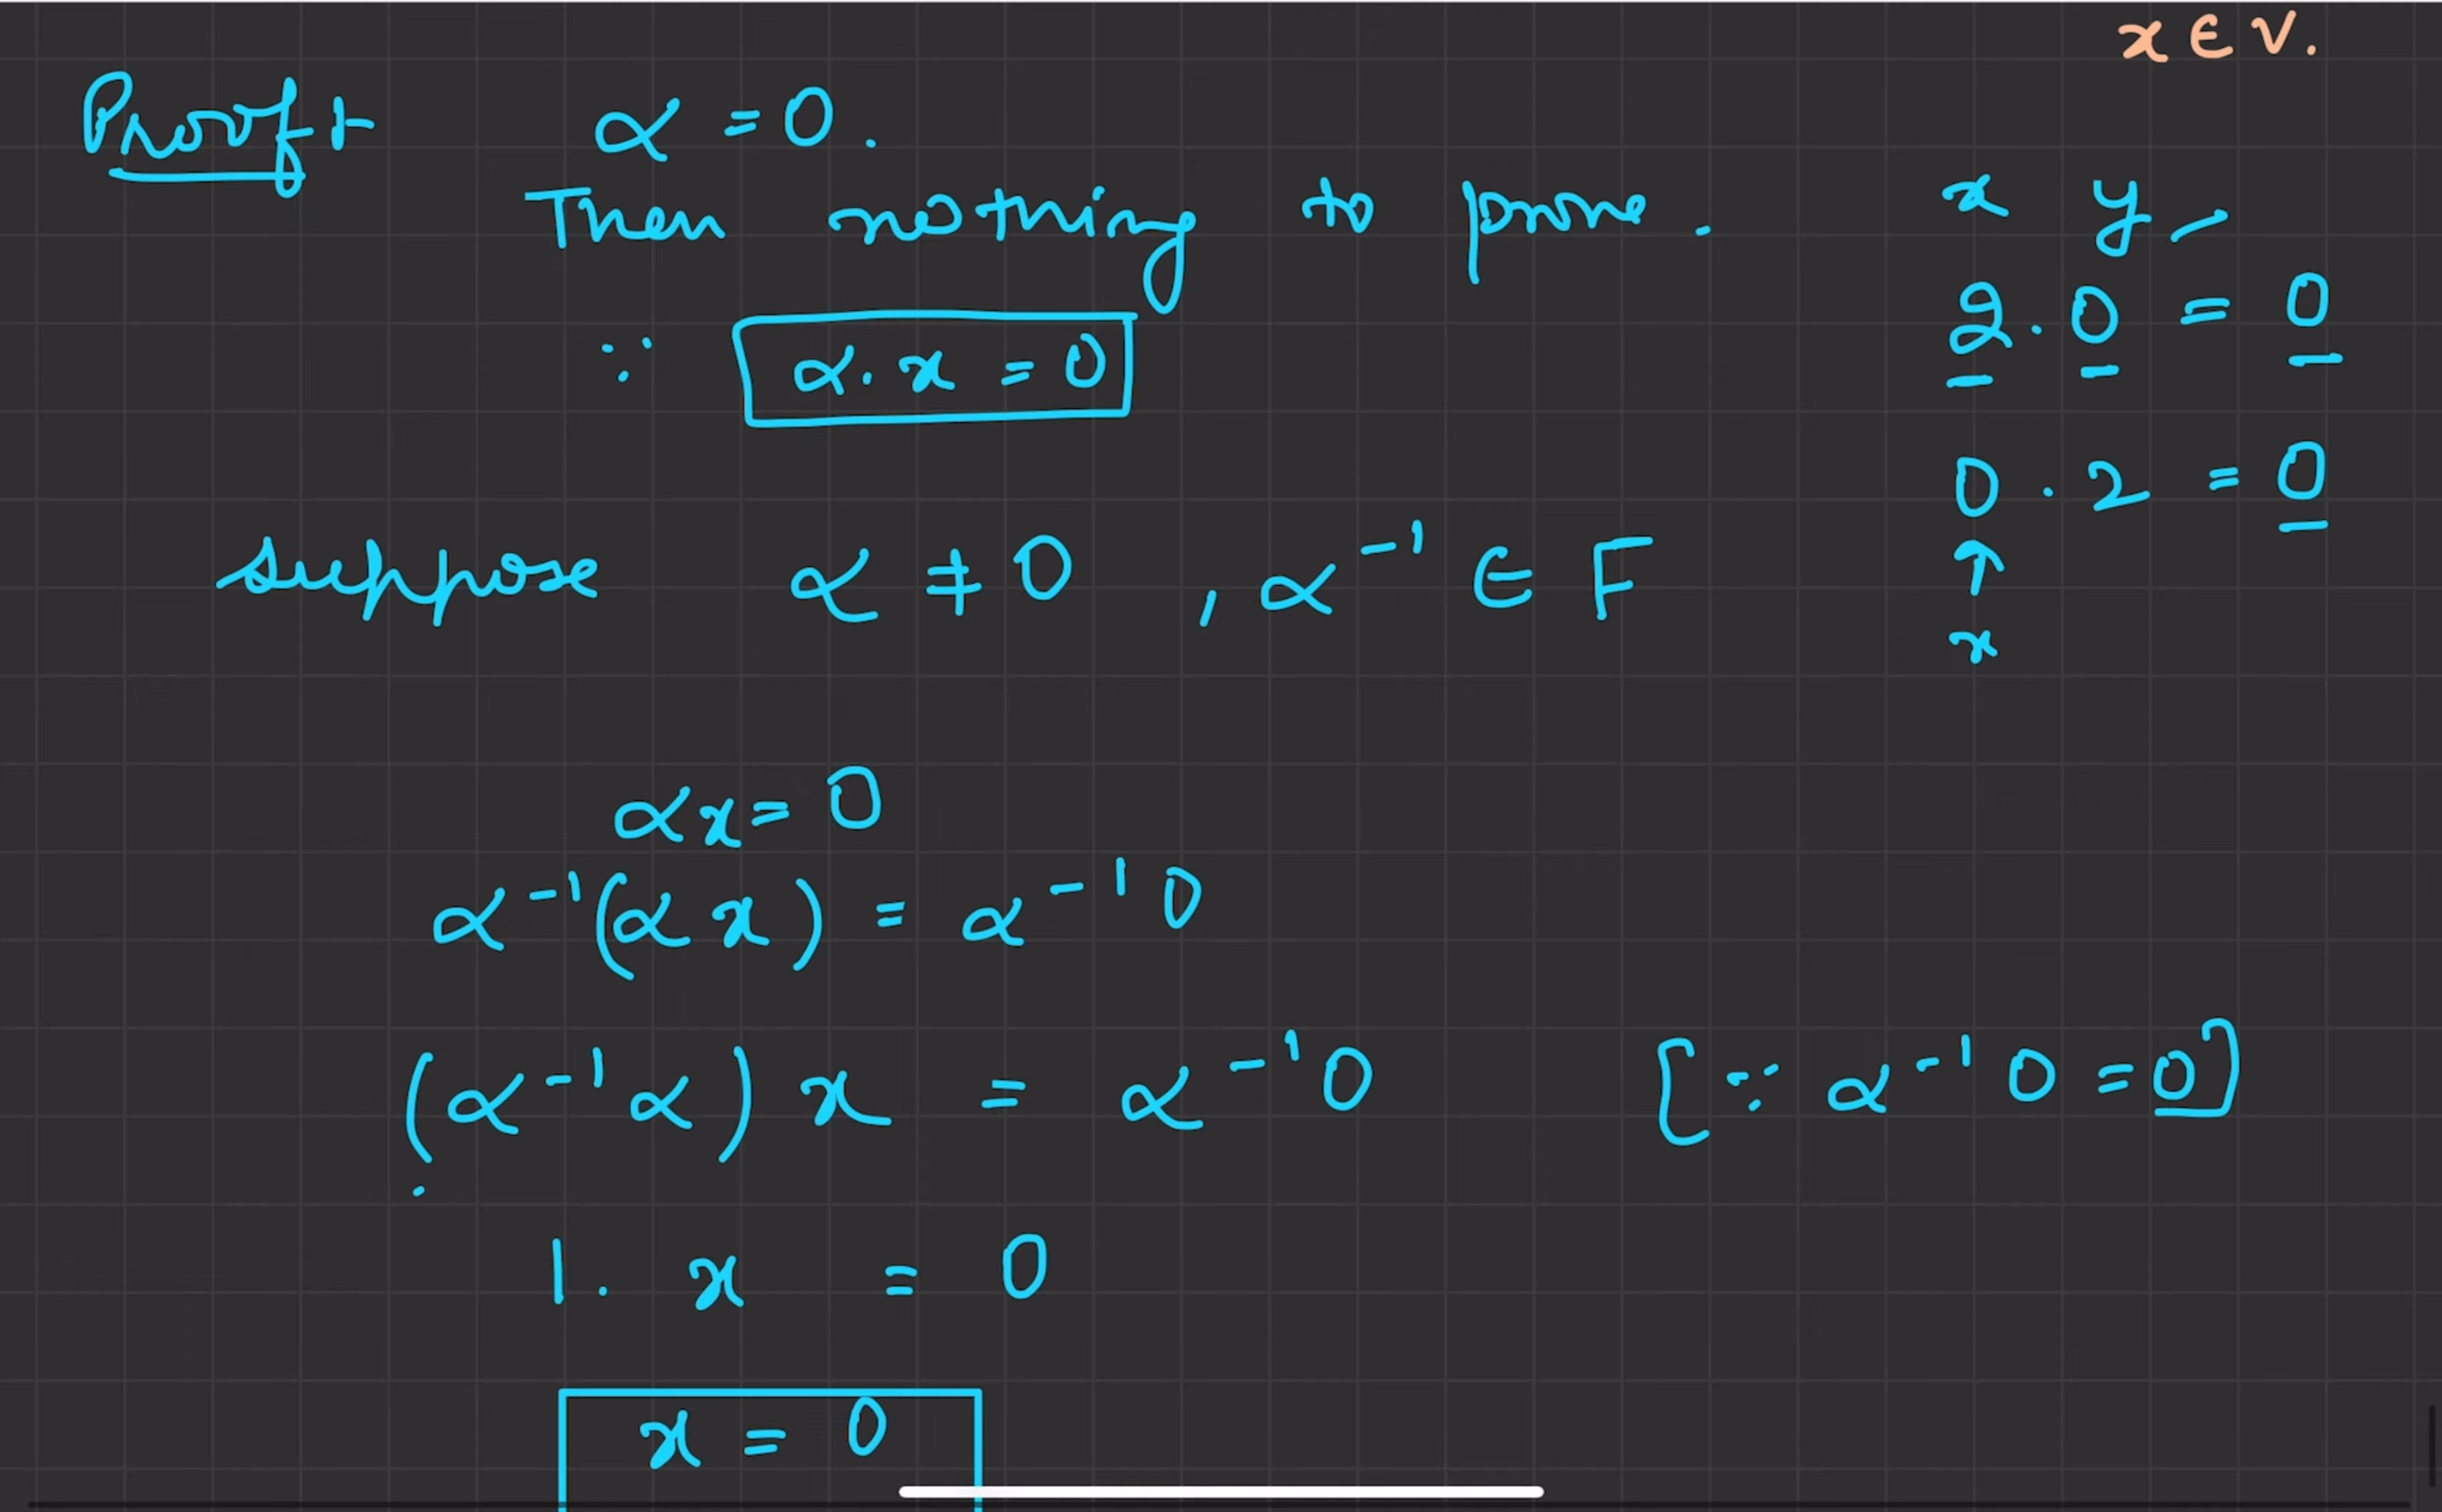 x ∈ V.
Proof:- α = 0.
Then nothing to prove.
∵ α. x = 0
x y,
2 . 0 = 0
0 . 2 = 0
↑
x
suppose α ≠ 0 , α⁻¹ ∈ F
αx = 0
α⁻¹(αx) = α⁻¹0
(α⁻¹α) x = α⁻¹0 [∵ α⁻¹0 = 0]
1. x = 0
x = 0